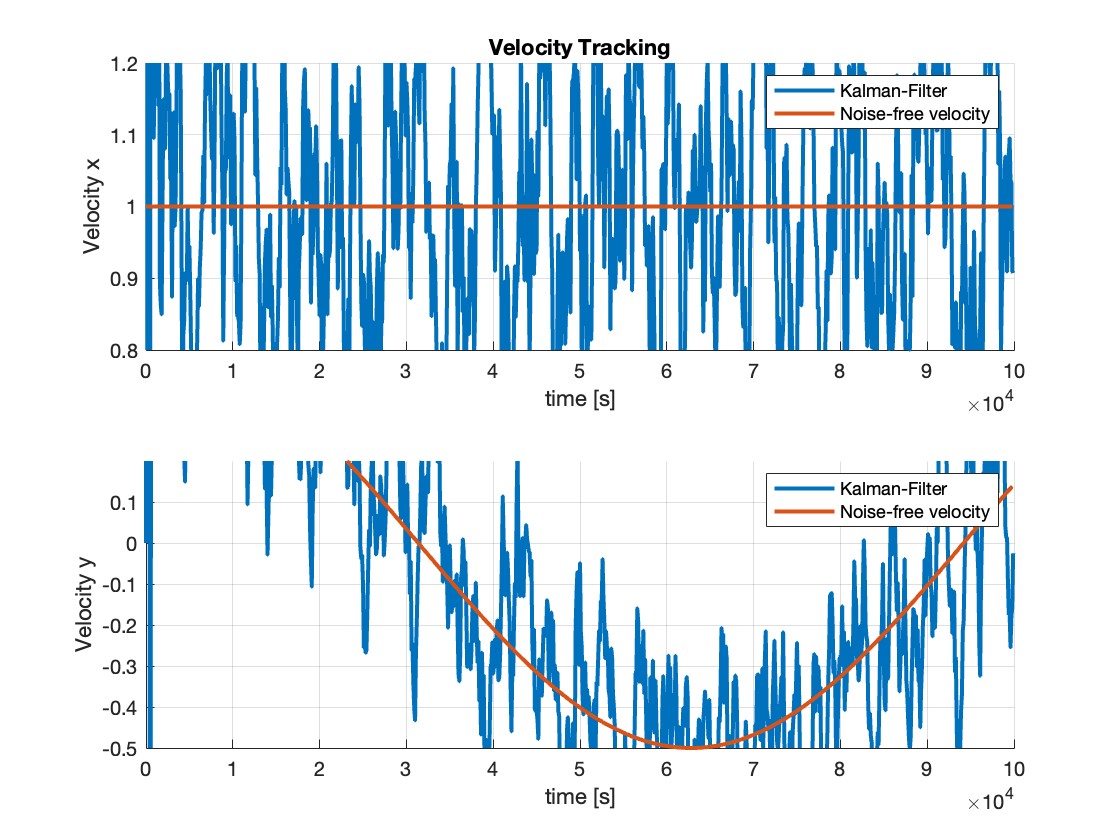 Velocity Tracking
1.2
1.1
1
0.9
0.8
Velocity x
Kalman-Filter
Noise-free velocity
0 1 2 3 4 5 6 7 8 9 10
time [s]
×10^4
0.1
0
-0.1
-0.2
-0.3
-0.4
-0.5
Velocity y
Kalman-Filter
Noise-free velocity
0 1 2 3 4 5 6 7 8 9 10
time [s]
×10^4